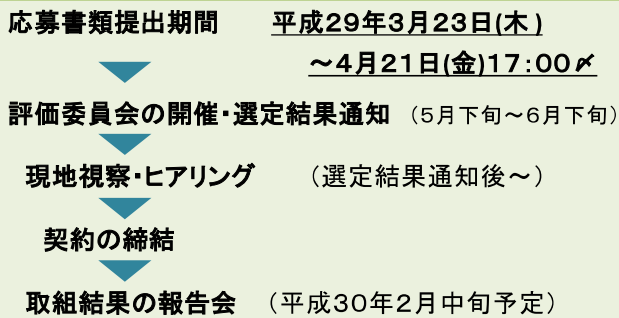 応募書類提出期間　平成29年3月23日(木)
～4月21日(金)17:00〆
評価委員会の開催・選定結果通知　（5月下旬～6月下旬）
現地視察・ヒアリング　（選定結果通知後～）
契約の締結
取組結果の報告会　（平成30年2月中旬予定）